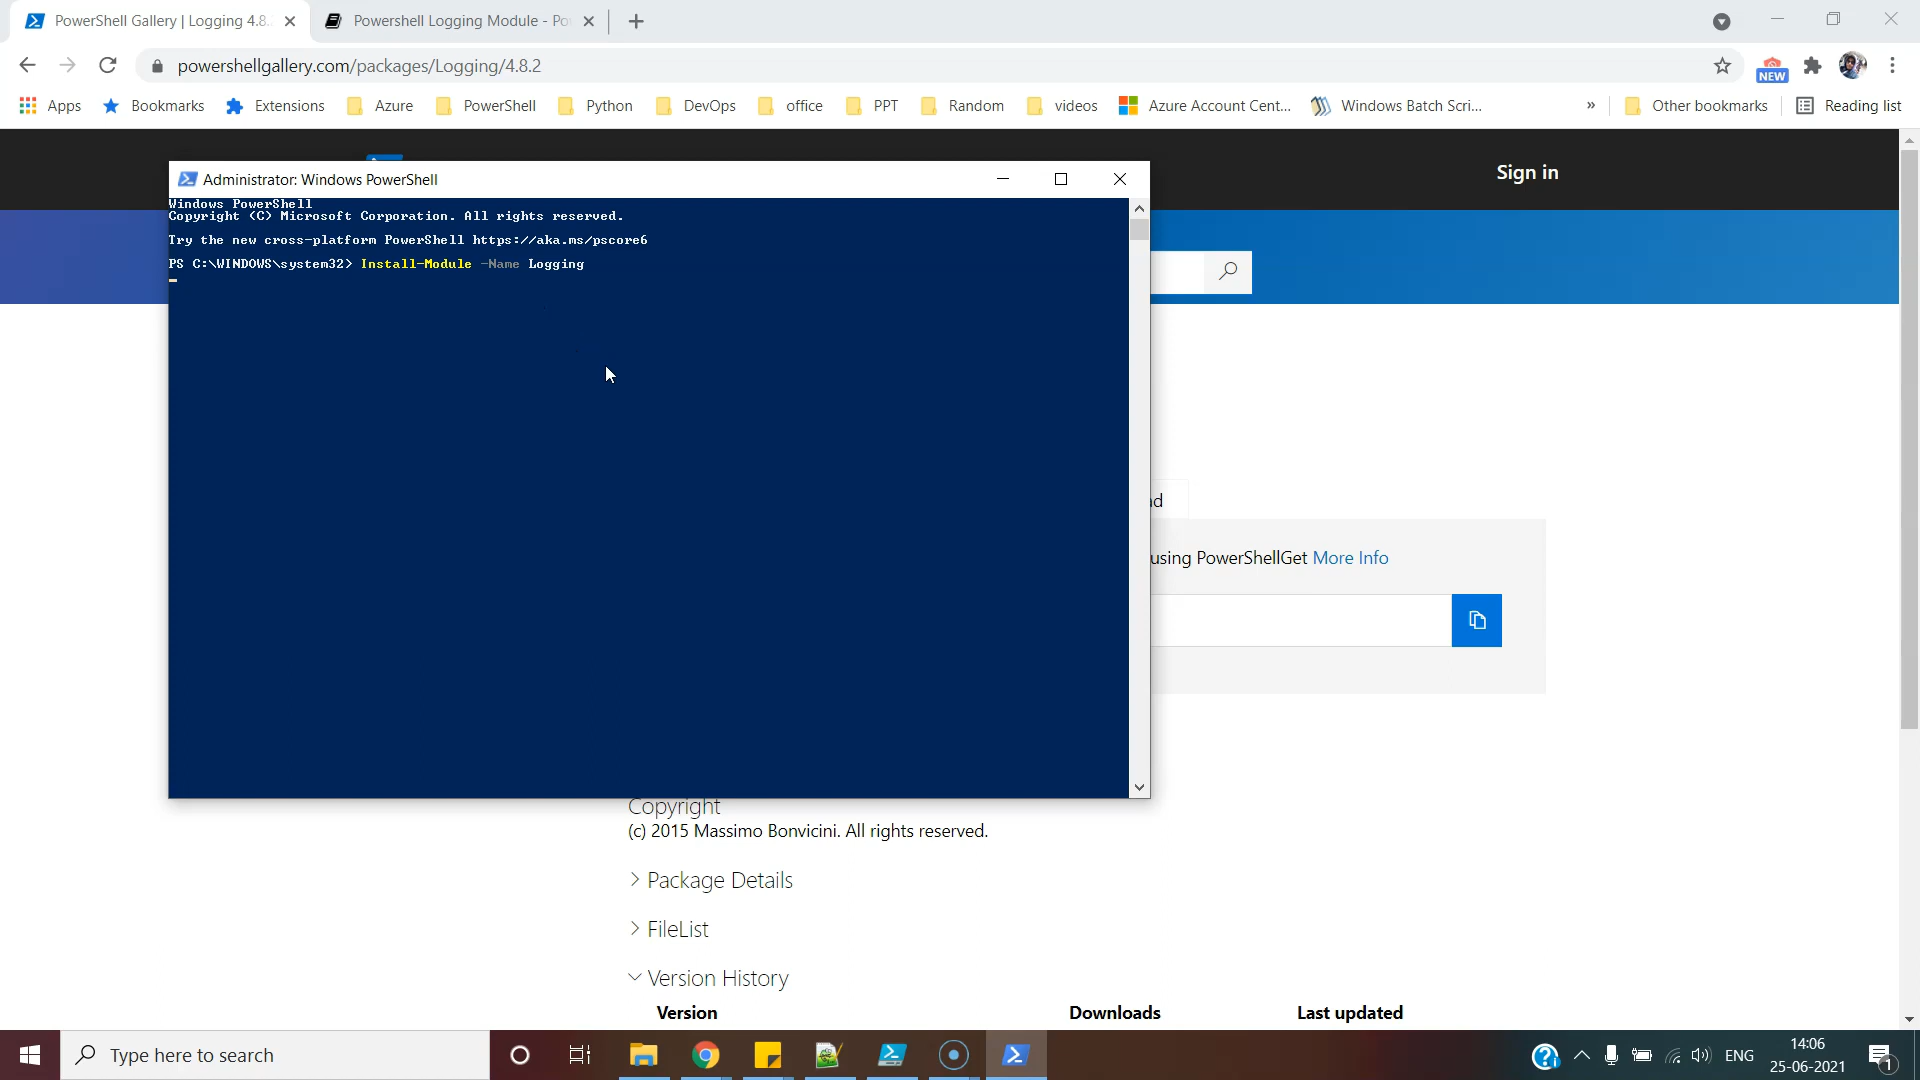 PowerShell Gallery | Logging 4.8.
Powershell Logging Module - Po
powershellgallery.com/packages/Logging/4.8.2
NEW
Apps
Bookmarks
Extensions
Azure
PowerShell
Python
DevOps
office
PPT
Random
videos
Azure Account Cent...
Windows Batch Scri...
»
Other bookmarks
Reading list
Sign in
Administrator: Windows PowerShell
Windows PowerShell
Copyright (C) Microsoft Corporation. All rights reserved.
Try the new cross-platform PowerShell https://aka.ms/pscore6
PS C:\WINDOWS\system32> Install-Module -Name Logging
using PowerShellGet More Info
Copyright
(c) 2015 Massimo Bonvicini. All rights reserved.
Package Details
FileList
Version History
Version Downloads Last updated
Type here to search
ENG
14:06
25-06-2021
1